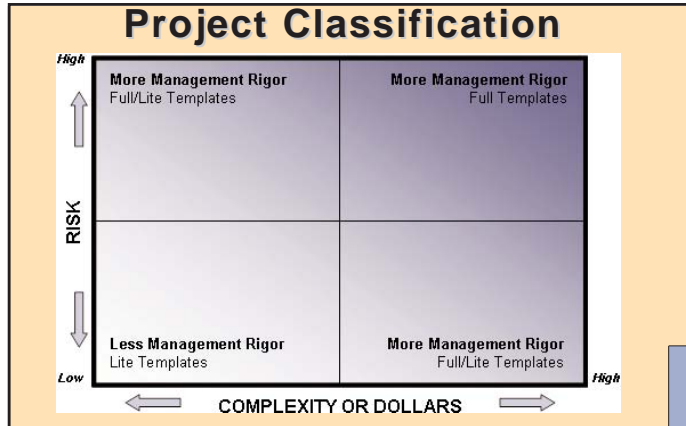 Project Classification
High
More Management Rigor
Full/Lite Templates
More Management Rigor
Full Templates
RISK
Less Management Rigor
Lite Templates
More Management Rigor
Full/Lite Templates
Low
High
COMPLEXITY OR DOLLARS